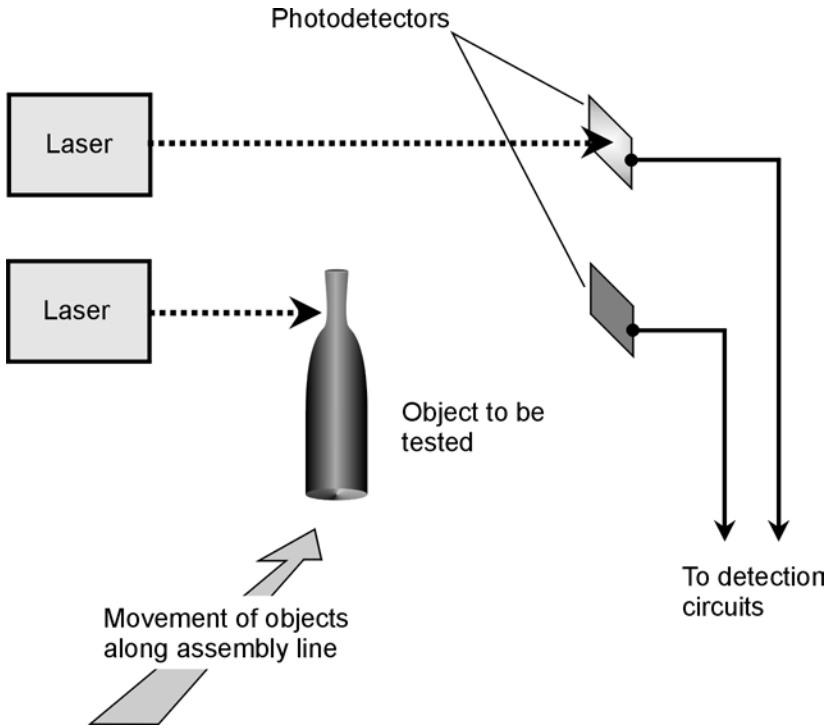 Photodetectors
Laser
Laser
Object to be
tested
To detection
circuits
Movement of objects
along assembly line